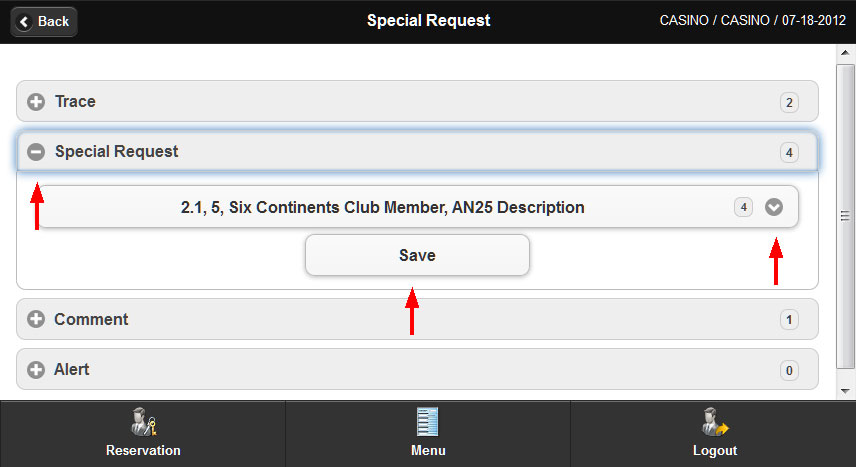 Back Special Request CASINO / CASINO / 07-18-2012
Trace 2
Special Request 4
2.1, 5, Six Continents Club Member, AN25 Description 4
Save
Comment 1
Alert 0
Reservation Menu Logout